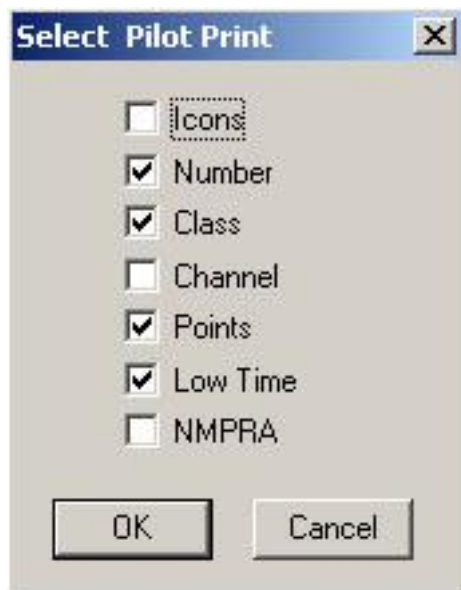 Select Pilot Print
Icons
Number
Class
Channel
Points
Low Time
NMPRA
OK Cancel